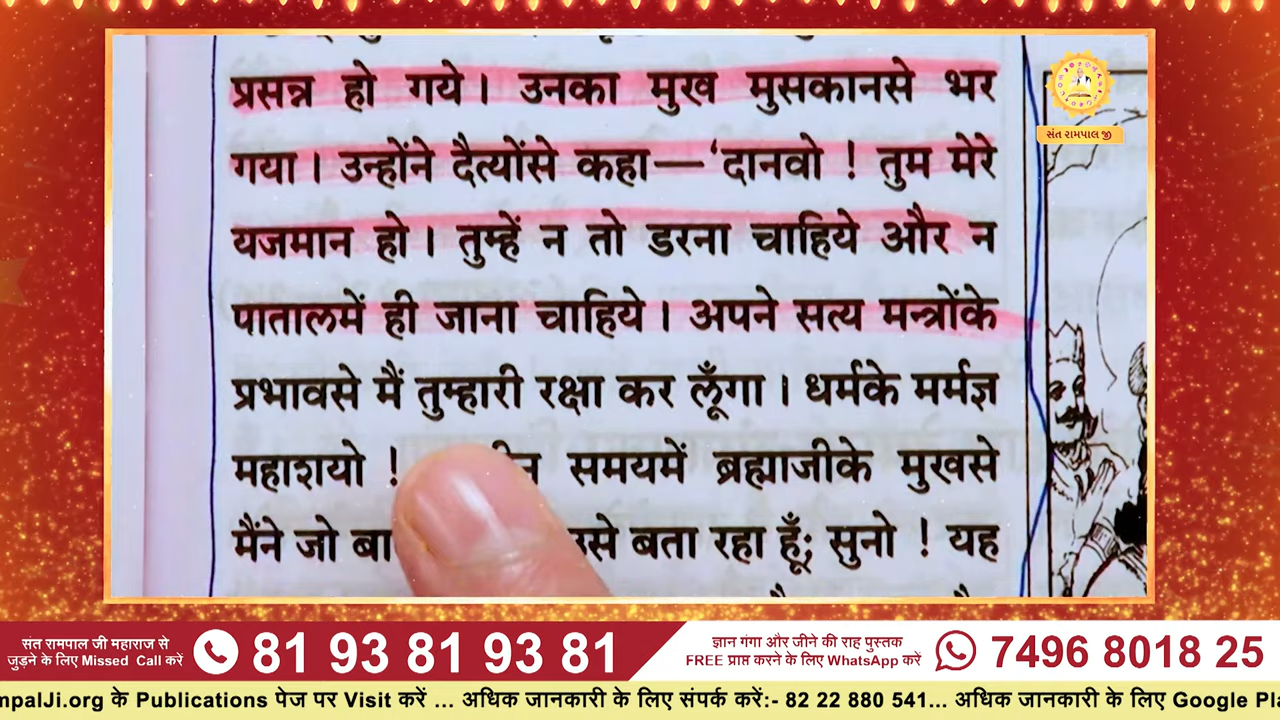 प्रसन्न हो गये। उनका मुख मुसकानसे भर
गया। उन्होंने दैत्योंसे कहा—‘दानवो ! तुम मेरे
यजमान हो। तुम्हें न तो डरना चाहिये और न
पातालमें ही जाना चाहिये। अपने सत्य मन्त्रोंके
प्रभावसे मैं तुम्हारी रक्षा कर लूँगा। धर्मके मर्मज्ञ
महाशयो ! समयमें ब्रह्माजीके मुखसे
मैंने जो बता रहा हूँ; सुनो ! यह
સંત રામપાલ જી
संत रामपाल जी महाराज से
जुड़ने के लिए Missed Call करें
81 93 81 93 81
ज्ञान गंगा और जीने की राह पुस्तक
FREE प्राप्त करने के लिए WhatsApp करें
7496 8018 25
mpalJi.org के Publications पेज पर Visit करें ... अधिक जानकारी के लिए संपर्क करें:- 82 22 880 541... अधिक जानकारी के लिए Google